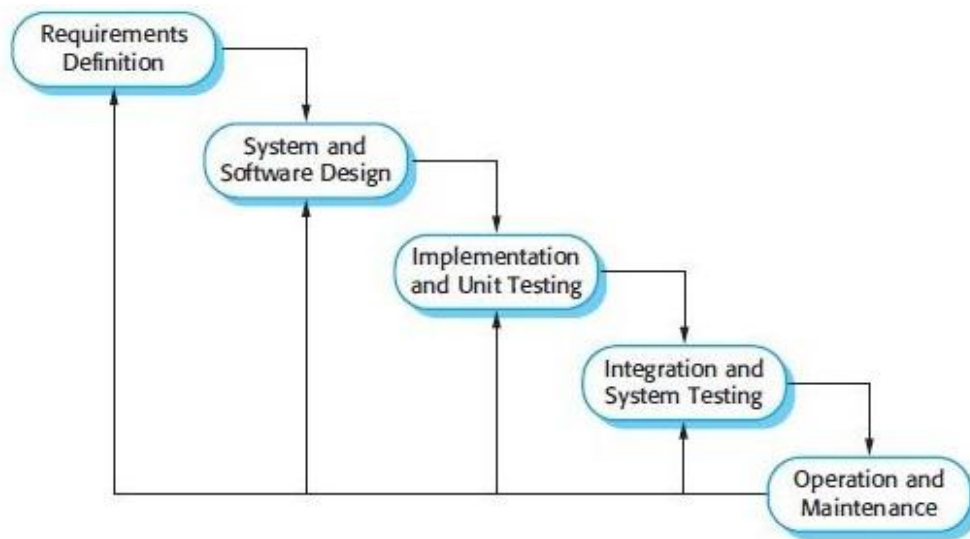 Requirements
Definition
System and
Software Design
Implementation
and Unit Testing
Integration and
System Testing
Operation and
Maintenance